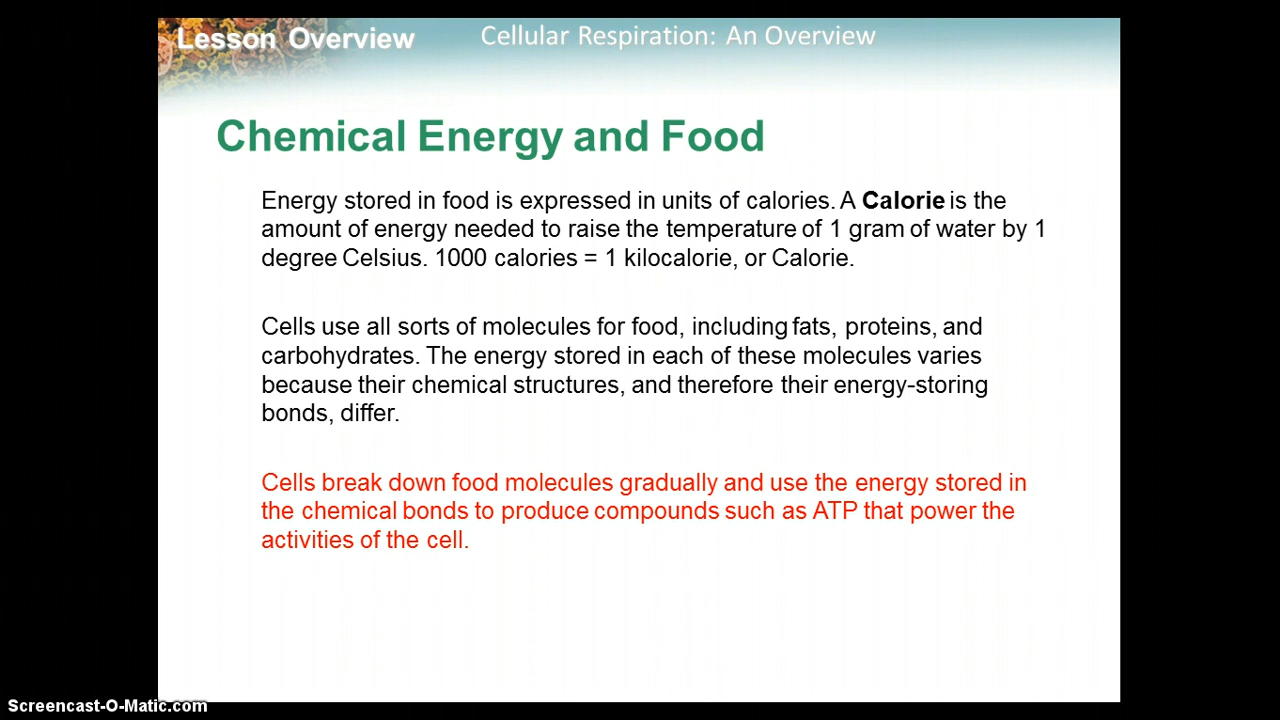 Lesson Overview
Cellular Respiration: An Overview
Chemical Energy and Food
Energy stored in food is expressed in units of calories. A Calorie is the
amount of energy needed to raise the temperature of 1 gram of water by 1
degree Celsius. 1000 calories = 1 kilocalorie, or Calorie.
Cells use all sorts of molecules for food, including fats, proteins, and
carbohydrates. The energy stored in each of these molecules varies
because their chemical structures, and therefore their energy-storing
bonds, differ.
Cells break down food molecules gradually and use the energy stored in
the chemical bonds to produce compounds such as ATP that power the
activities of the cell.
Screencast-O-Matic.com